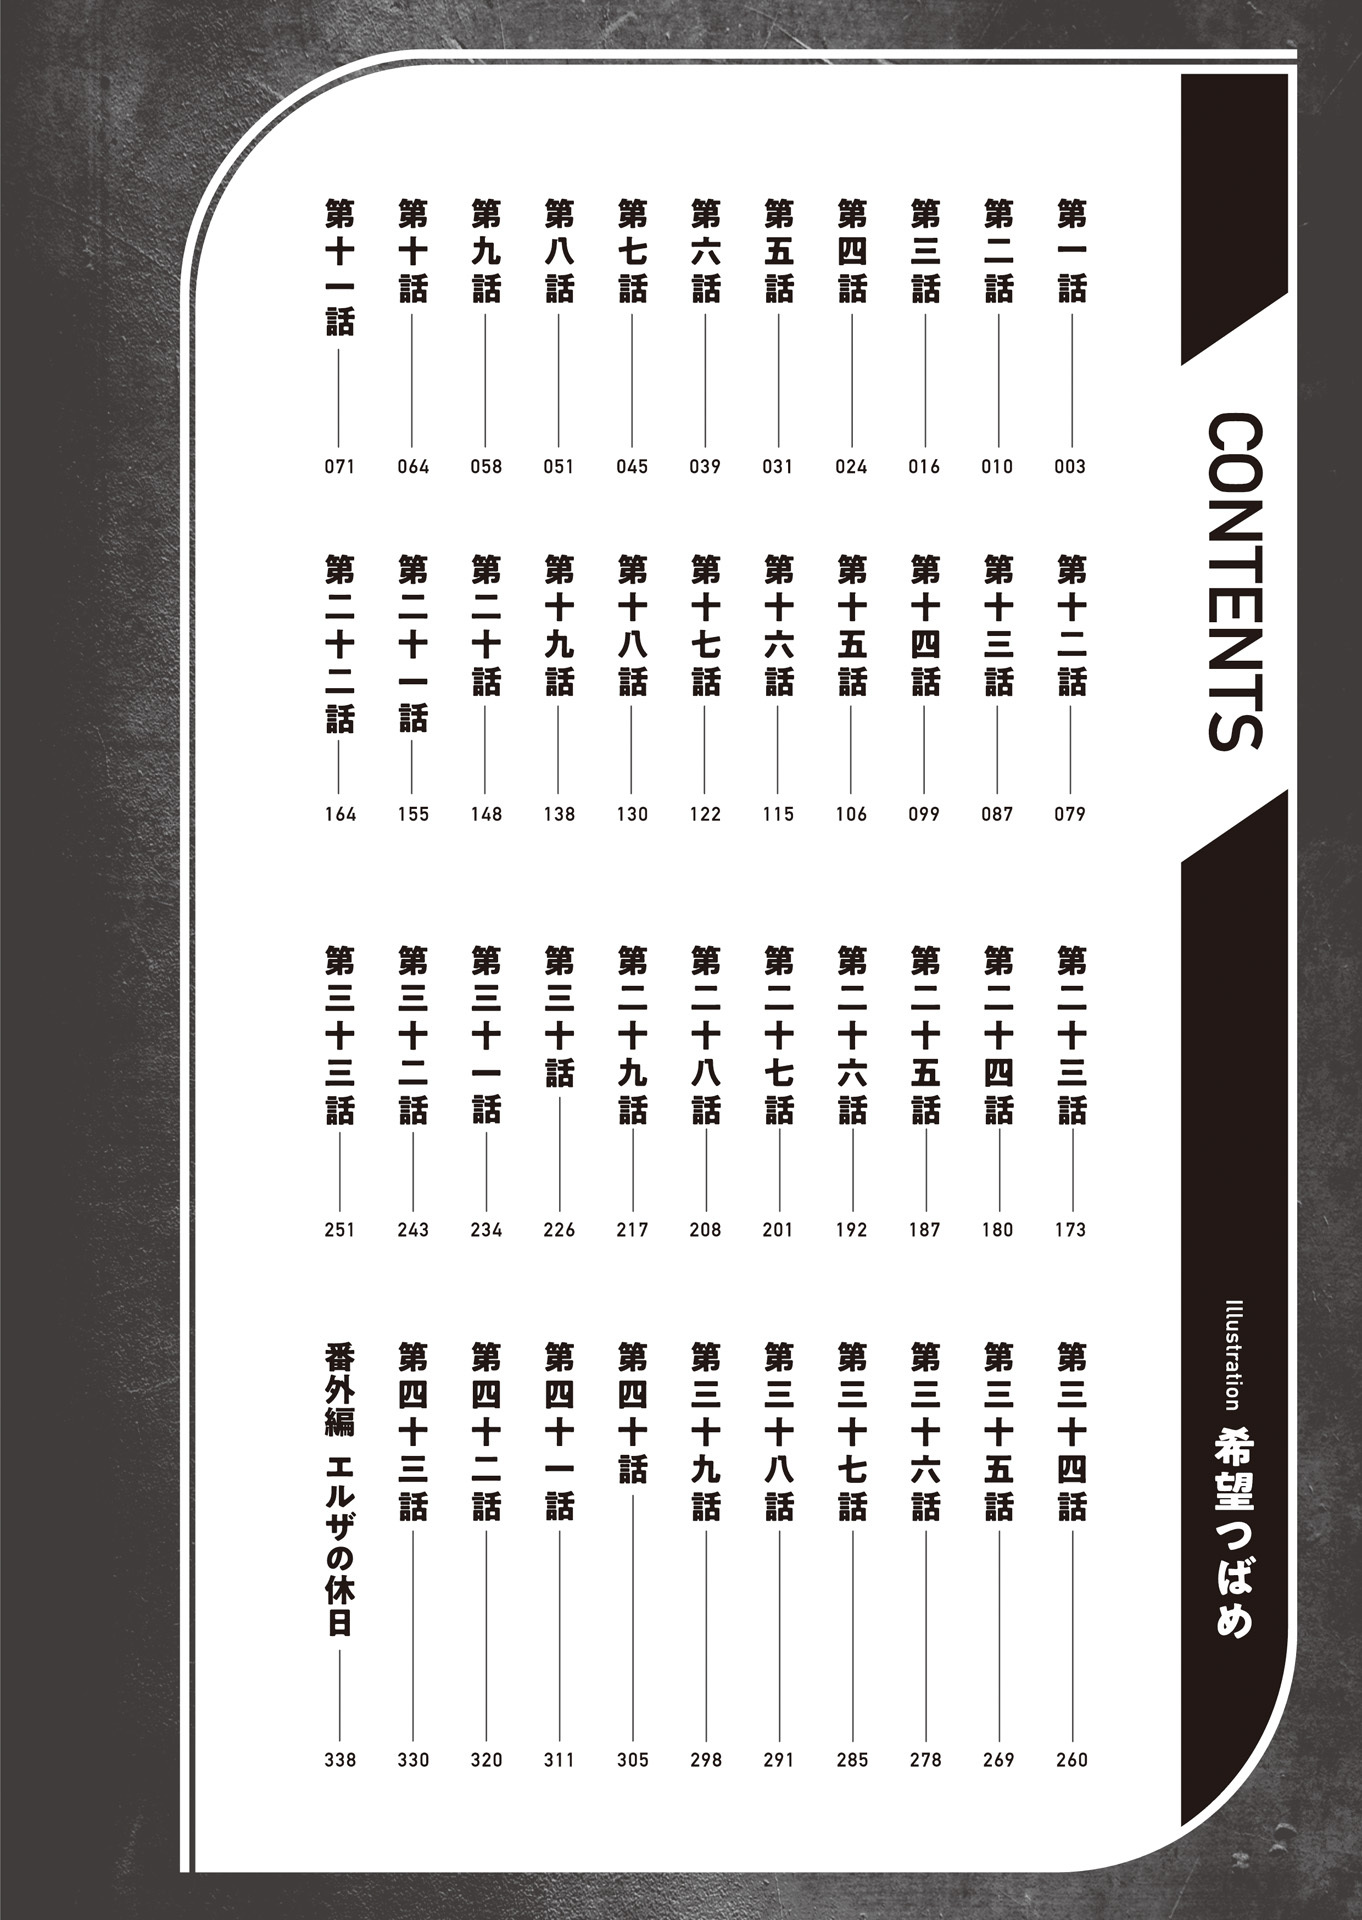 CONTENTS
Illustration 希望つばめ
第一話 003
第二話 010
第三話 016
第四話 024
第五話 031
第六話 039
第七話 045
第八話 051
第九話 058
第十話 064
第十一話 071
第十二話 079
第十三話 087
第十四話 099
第十五話 106
第十六話 115
第十七話 122
第十八話 130
第十九話 138
第二十話 148
第二十一話 155
第二十二話 164
第二十三話 173
第二十四話 180
第二十五話 187
第二十六話 192
第二十七話 201
第二十八話 208
第二十九話 217
第三十話 226
第三十一話 234
第三十二話 243
第三十三話 251
第三十四話 260
第三十五話 269
第三十六話 278
第三十七話 285
第三十八話 291
第三十九話 298
第四十話 305
第四十一話 311
第四十二話 320
第四十三話 330
番外編 エルザの休日 338